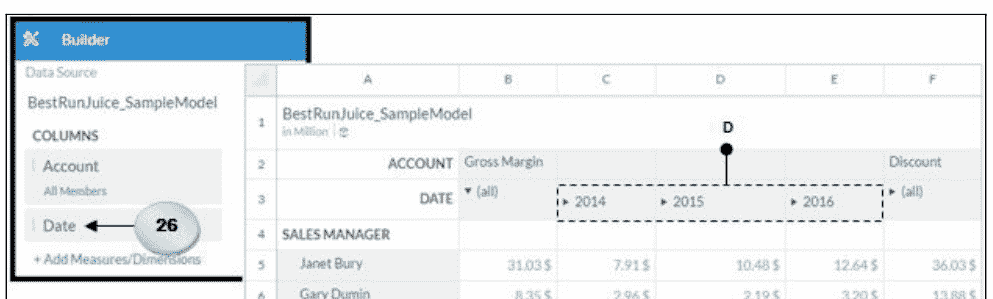 Builder
Data Source
BestRunJuice_SampleModel
COLUMNS
Account
All Members
Date
26
+ Add Measures/Dimensions
A B C D E F
1 BestRunJuice_SampleModel
in Million
D
2 ACCOUNT Gross Margin Discount
3 DATE (all) 2014 2015 2016 (all)
4 SALES MANAGER
5 Janet Bury 31.03 $ 7.91 $ 10.48 $ 12.64 $ 36.03 $
6 Gary Dumin 8.35 $ 2.96 $ 2.19 $ 3.20 $ 13.88 $